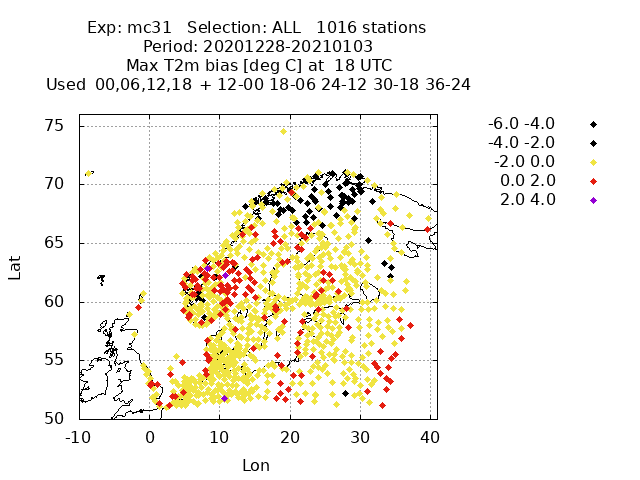 Exp: mc31   Selection: ALL   1016 stations
Period: 20201228-20210103
Max T2m bias [deg C] at  18 UTC
Used  00,06,12,18  + 12-00 18-06 24-12 30-18 36-24
-6.0 -4.0
-4.0 -2.0
-2.0 0.0
0.0 2.0
2.0 4.0
75
70
65
60
55
50
Lat
-10 0 10 20 30 40
Lon